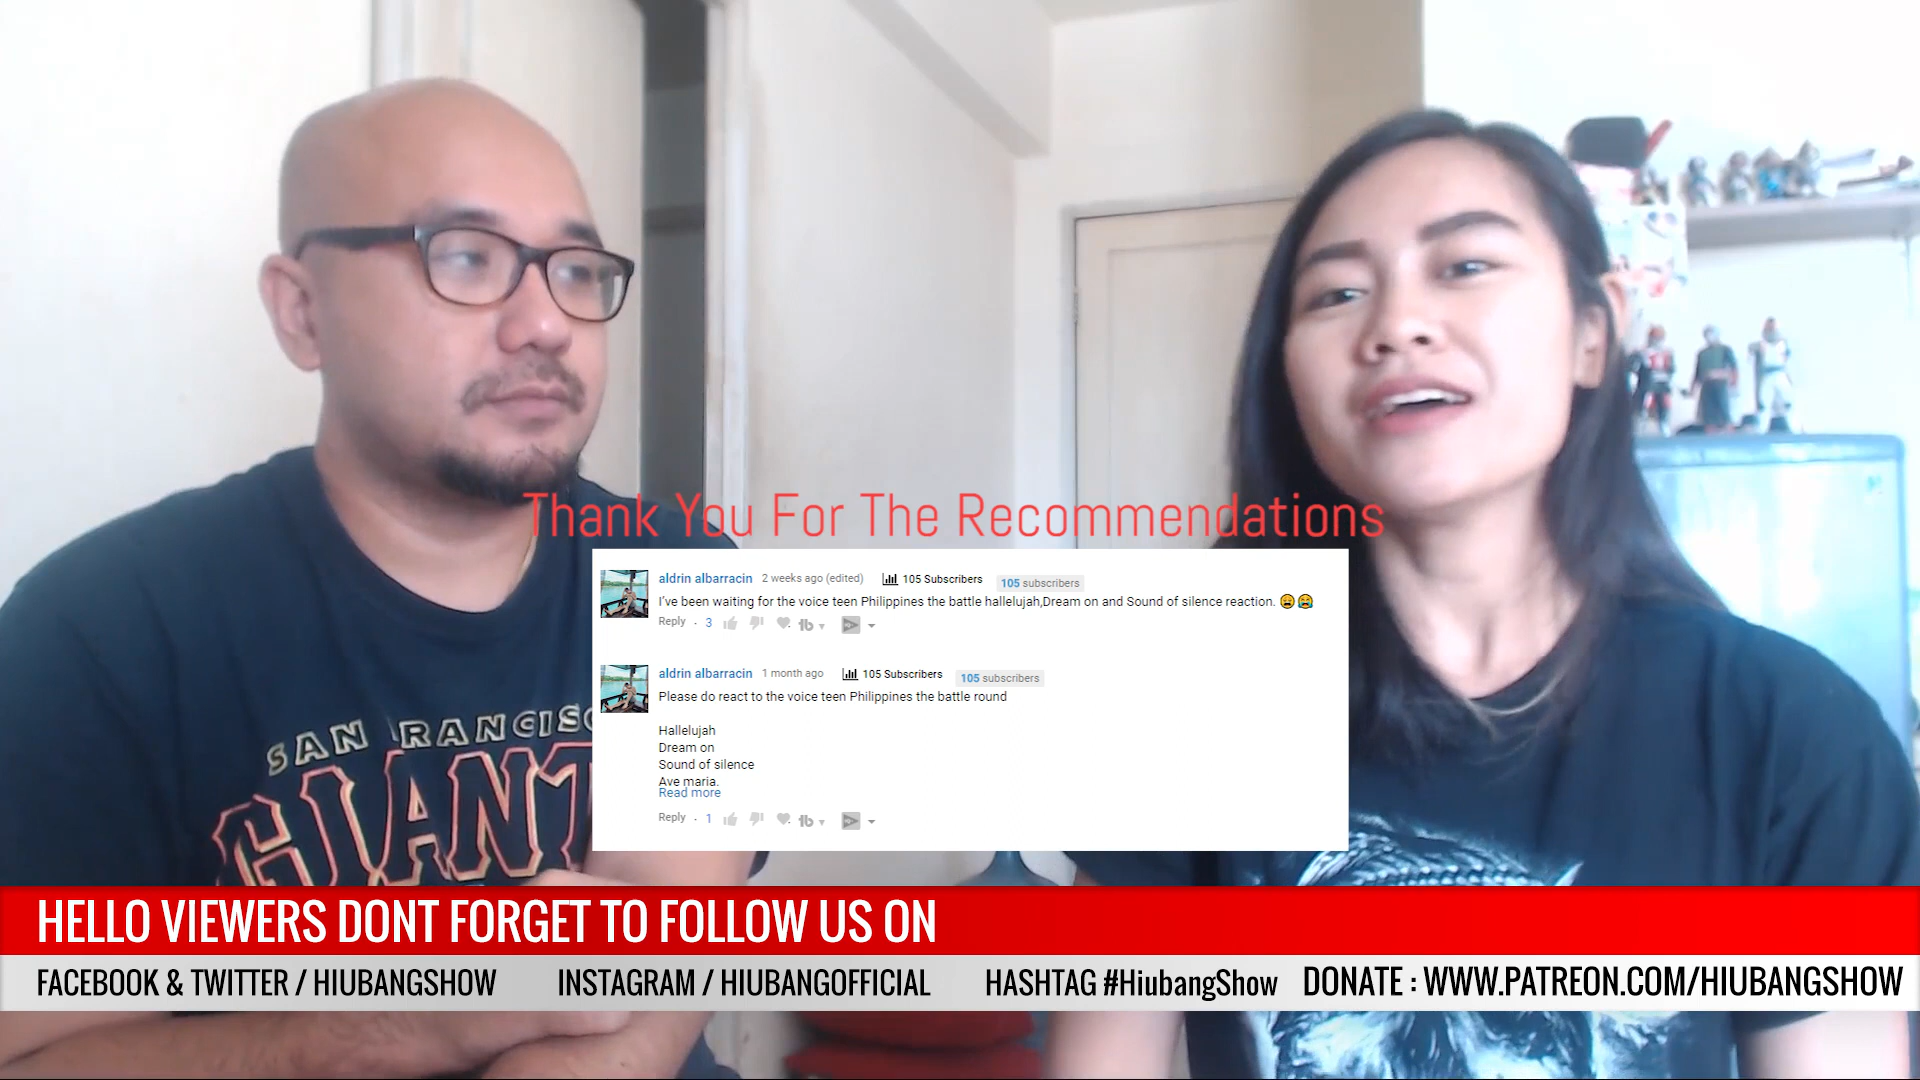 Thank You For The Recommendations
aldrin albarracin 2 weeks ago (edited) 105 Subscribers 105 subscribers
I've been waiting for the voice teen Philippines the battle hallelujah,Dream on and Sound of silence reaction. 😩😭
Reply · 3
aldrin albarracin 1 month ago 105 Subscribers 105 subscribers
Please do react to the voice teen Philippines the battle round
Hallelujah
Dream on
Sound of silence
Ave maria.
Read more
Reply · 1
SAN FRANCISC
GIANT
HELLO VIEWERS DONT FORGET TO FOLLOW US ON
FACEBOOK & TWITTER / HIUBANGSHOW INSTAGRAM / HIUBANGOFFICIAL HASHTAG #HiubangShow DONATE : WWW.PATREON.COM/HIUBANGSHOW